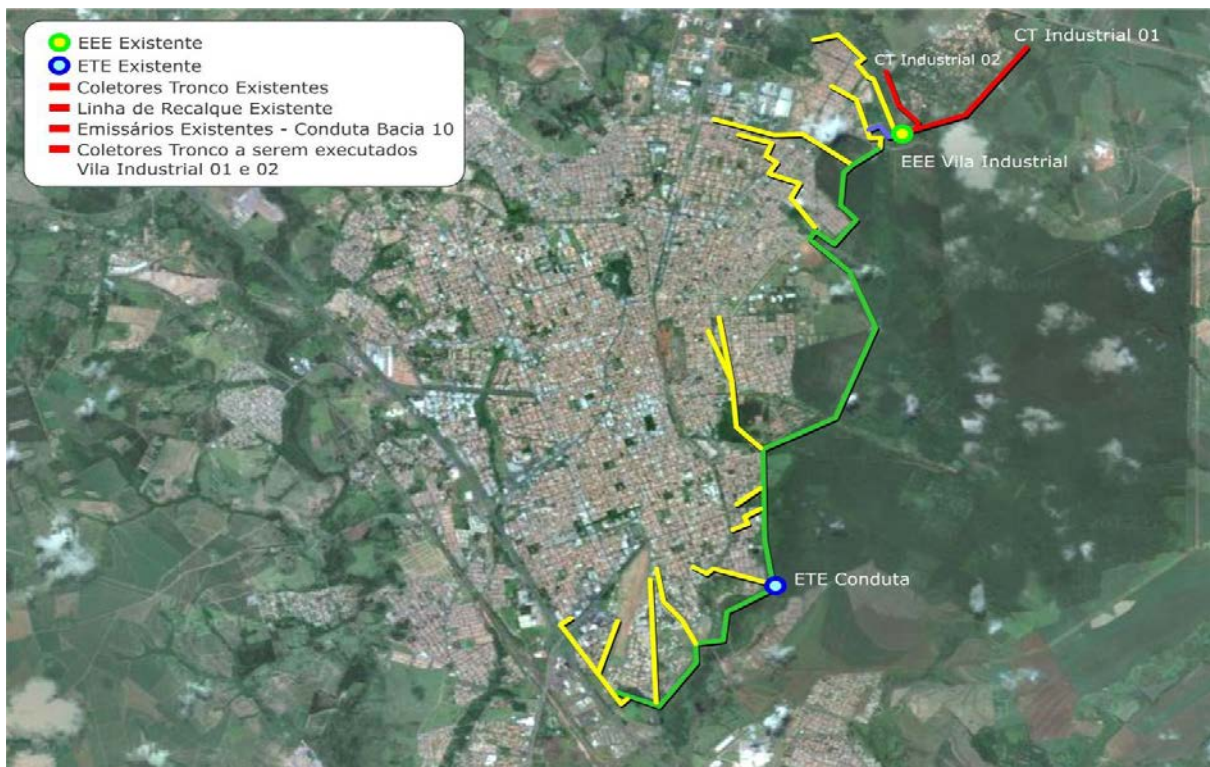 EEE Existente
ETE Existente
Coletores Tronco Existentes
Linha de Recalque Existente
Emissários Existentes - Conduta Bacia 10
Coletores Tronco a serem executados
Vila Industrial 01 e 02
CT Industrial 01
CT Industrial 02
EEE Vila Industrial
ETE Conduta